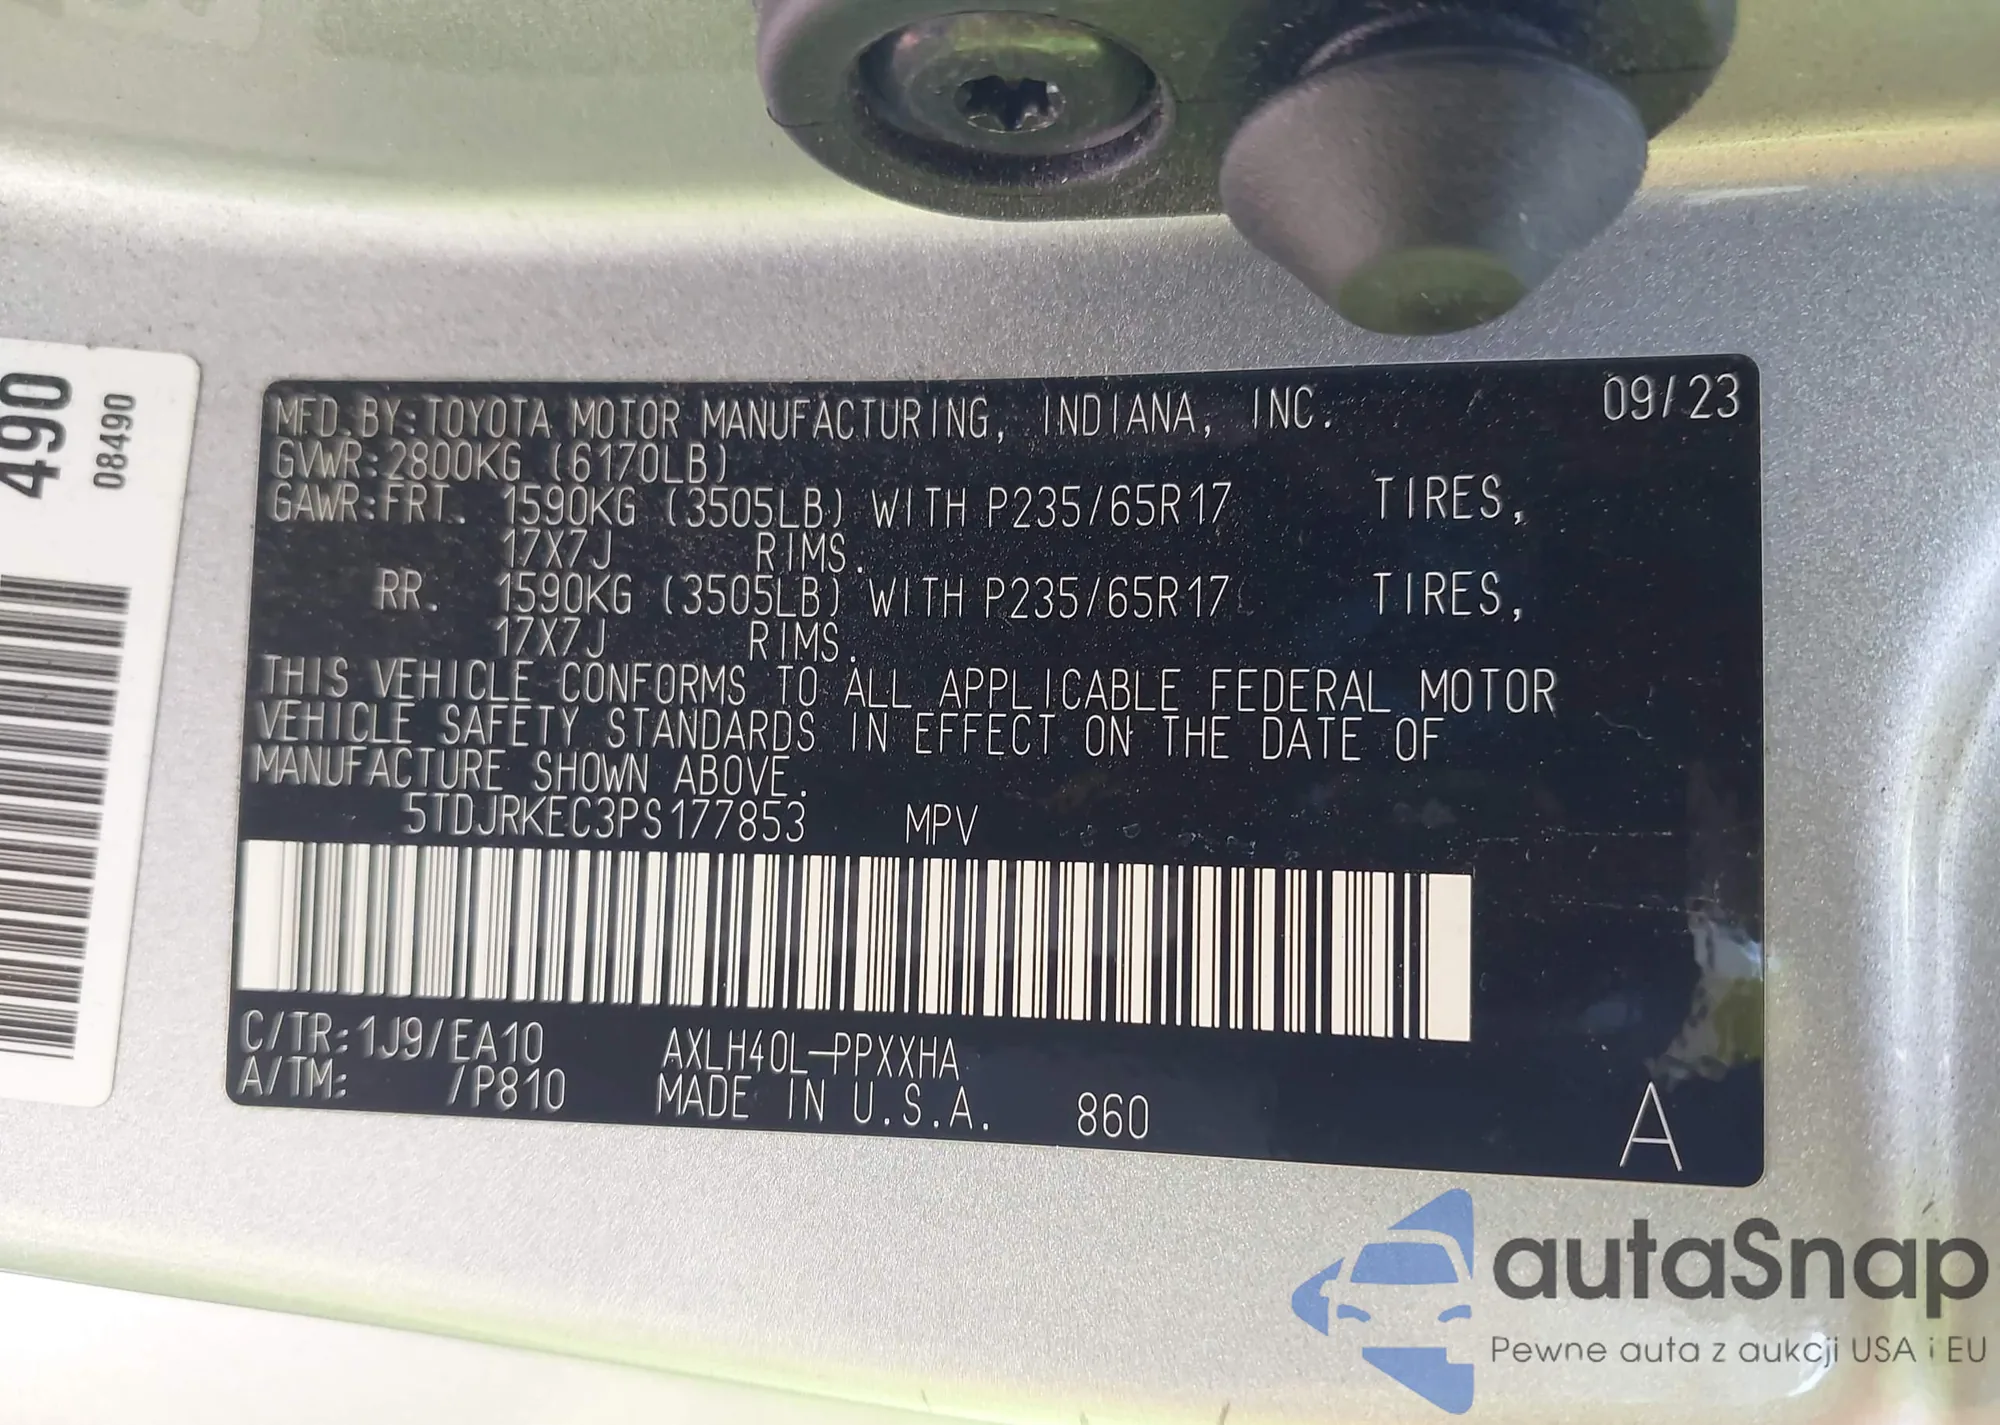 490
08490
MFD.BY:TOYOTA MOTOR MANUFACTURING, INDIANA, INC. 09/23
GVWR:2800KG (6170LB)
GAWR:FRT. 1590KG (3505LB) WITH P235/65R17 TIRES,
17X7J RIMS.
RR. 1590KG (3505LB) WITH P235/65R17 TIRES,
17X7J RIMS.
THIS VEHICLE CONFORMS TO ALL APPLICABLE FEDERAL MOTOR
VEHICLE SAFETY STANDARDS IN EFFECT ON THE DATE OF
MANUFACTURE SHOWN ABOVE.
5TDJRKEC3PS177853 MPV
C/TR:1J9/EA10 AXLH40L-PPXXHA
A/TM: /P810 MADE IN U.S.A. 860 A
autaSnap
Pewne auta z aukcji USA i EU